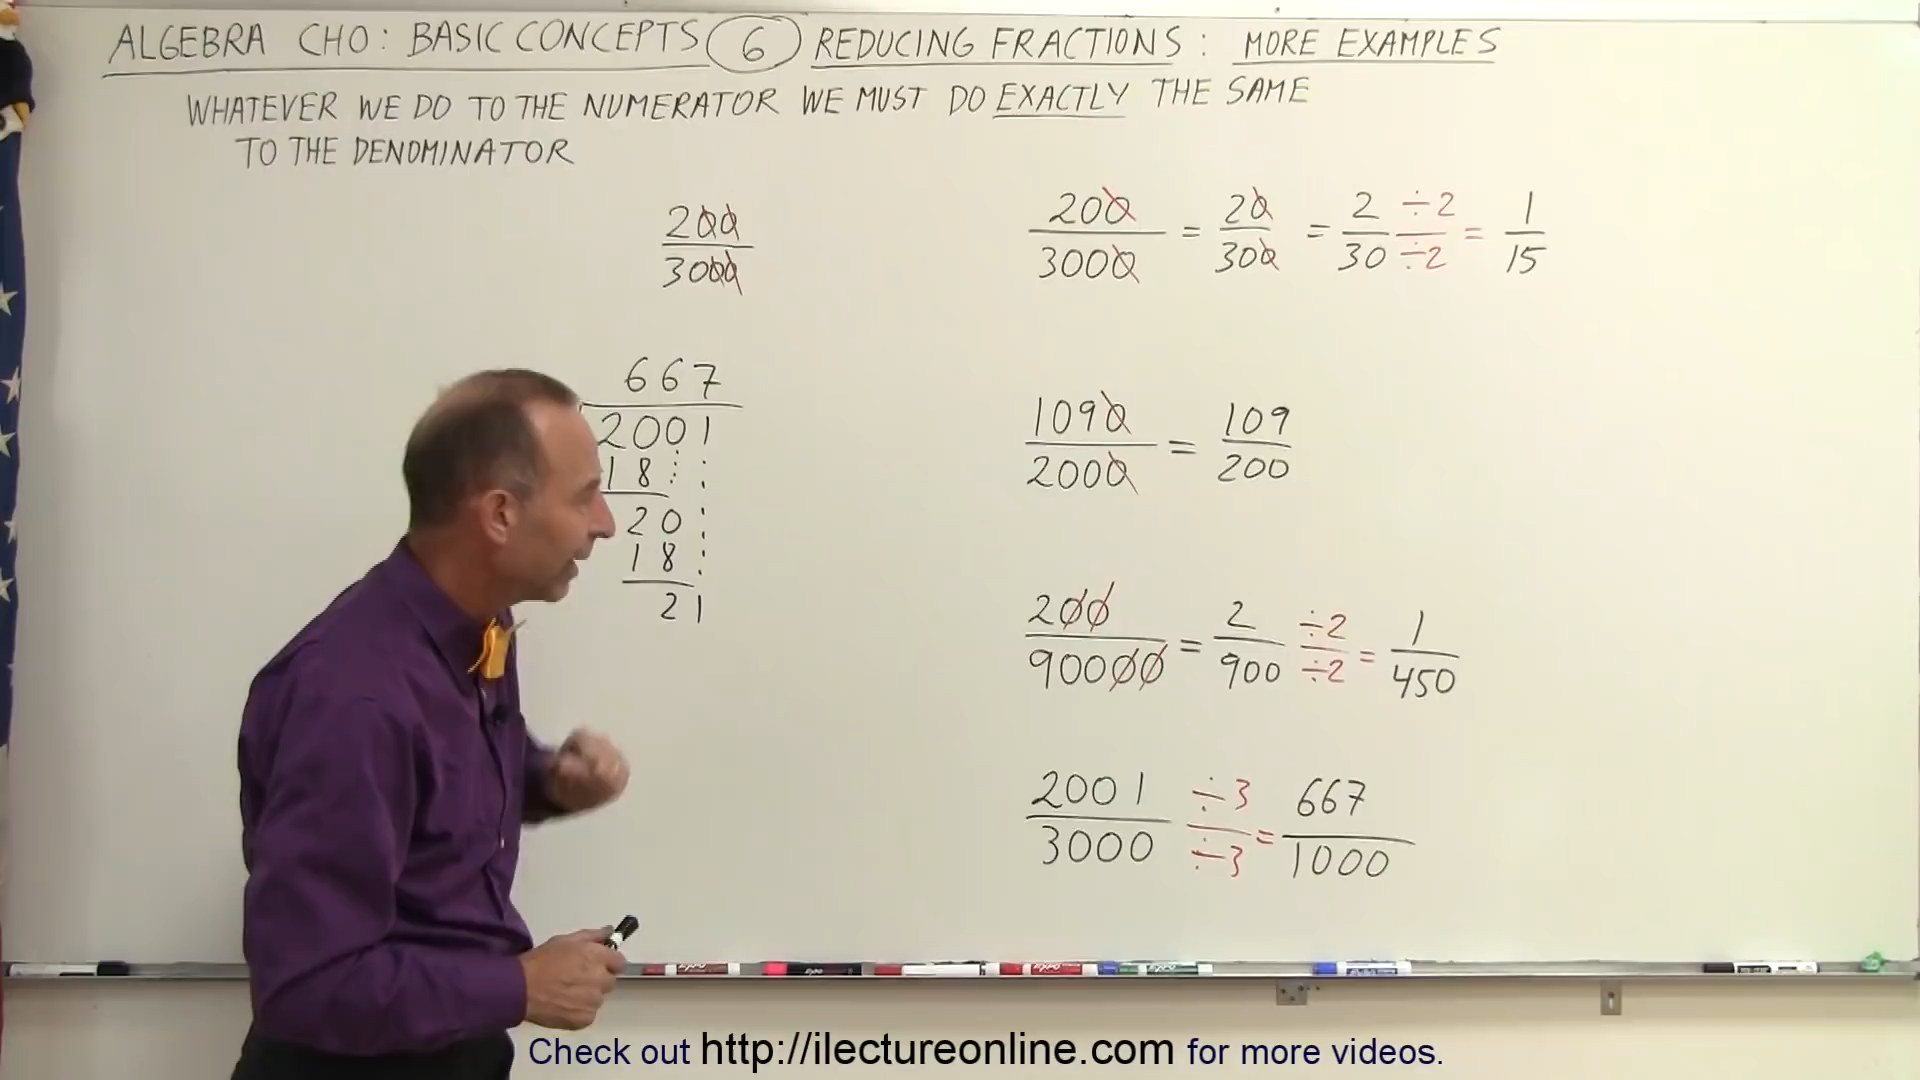 ALGEBRA CHO: BASIC CONCEPTS 6 REDUCING FRACTIONS: MORE EXAMPLES
WHATEVER WE DO TO THE NUMERATOR WE MUST DO EXACTLY THE SAME
TO THE DENOMINATOR
200
3000
667
2001
18
20
18
21
200/3000 = 20/300 = 2/30 ÷2/÷2 = 1/15
1090/2000 = 109/200
200/90000 = 2/900 ÷2/÷2 = 1/450
2001/3000 ÷3/÷3 = 667/1000
Check out http://ilectureonline.com for more videos.